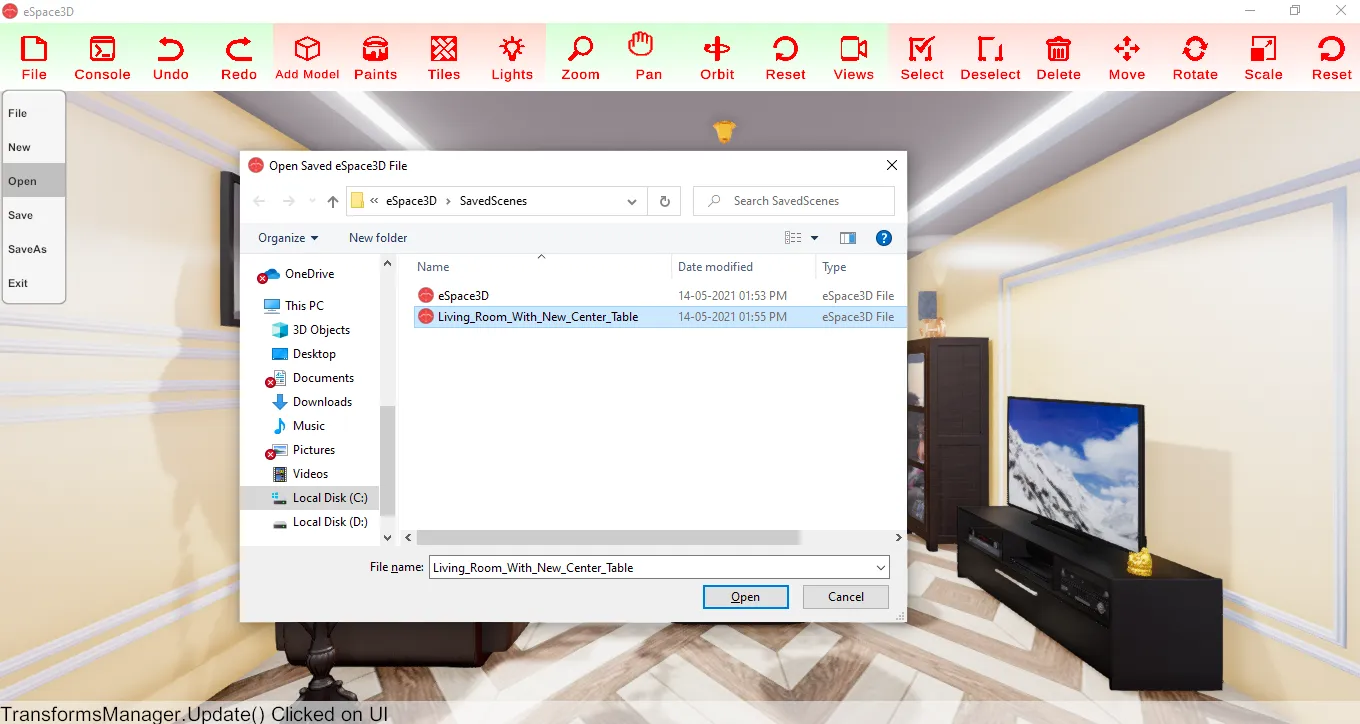 eSpace3D
File Console Undo Redo Add Model Paints Tiles Lights Zoom Pan Orbit Reset Views Select Deselect Delete Move Rotate Scale Reset
File
New
Open
Save
SaveAs
Exit
Open Saved eSpace3D File
« eSpace3D › SavedScenes
Search SavedScenes
Organize
New folder
OneDrive
This PC
3D Objects
Desktop
Documents
Downloads
Music
Pictures
Videos
Local Disk (C:)
Local Disk (D:)
Name Date modified Type
eSpace3D 14-05-2021 01:53 PM eSpace3D File
Living_Room_With_New_Center_Table 14-05-2021 01:55 PM eSpace3D File
File name: Living_Room_With_New_Center_Table
Open Cancel
TransformsManager.Update() Clicked on UI